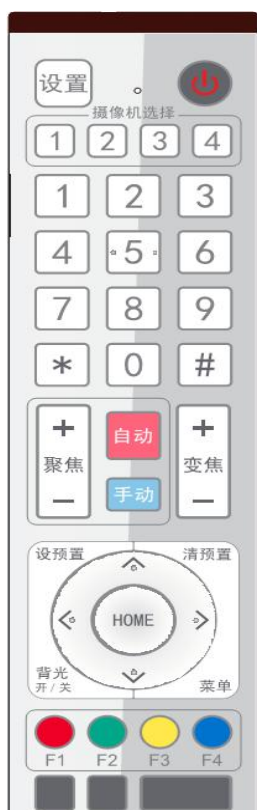 设置
摄像机选择
1 2 3 4
1 2 3
4 5 6
7 8 9
* 0 #
+ 自动 +
聚焦 变焦
- 手动 -
设预置 清预置
HOME
背光 菜单
开/关
F1 F2 F3 F4